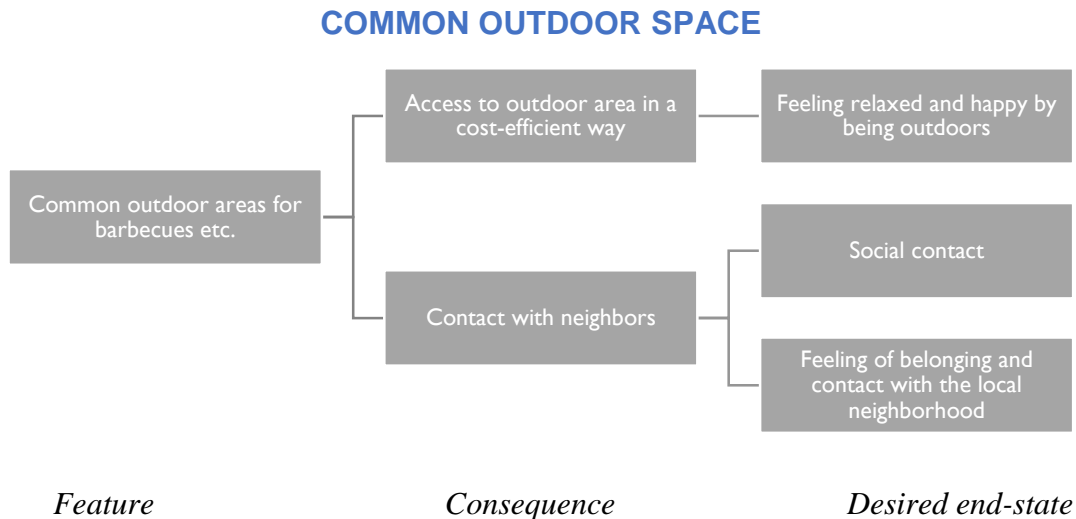 COMMON OUTDOOR SPACE
Common outdoor areas for
barbecues etc.
Access to outdoor area in a
cost-efficient way
Feeling relaxed and happy by
being outdoors
Contact with neighbors
Social contact
Feeling of belonging and
contact with the local
neighborhood
Feature
Consequence
Desired end-state